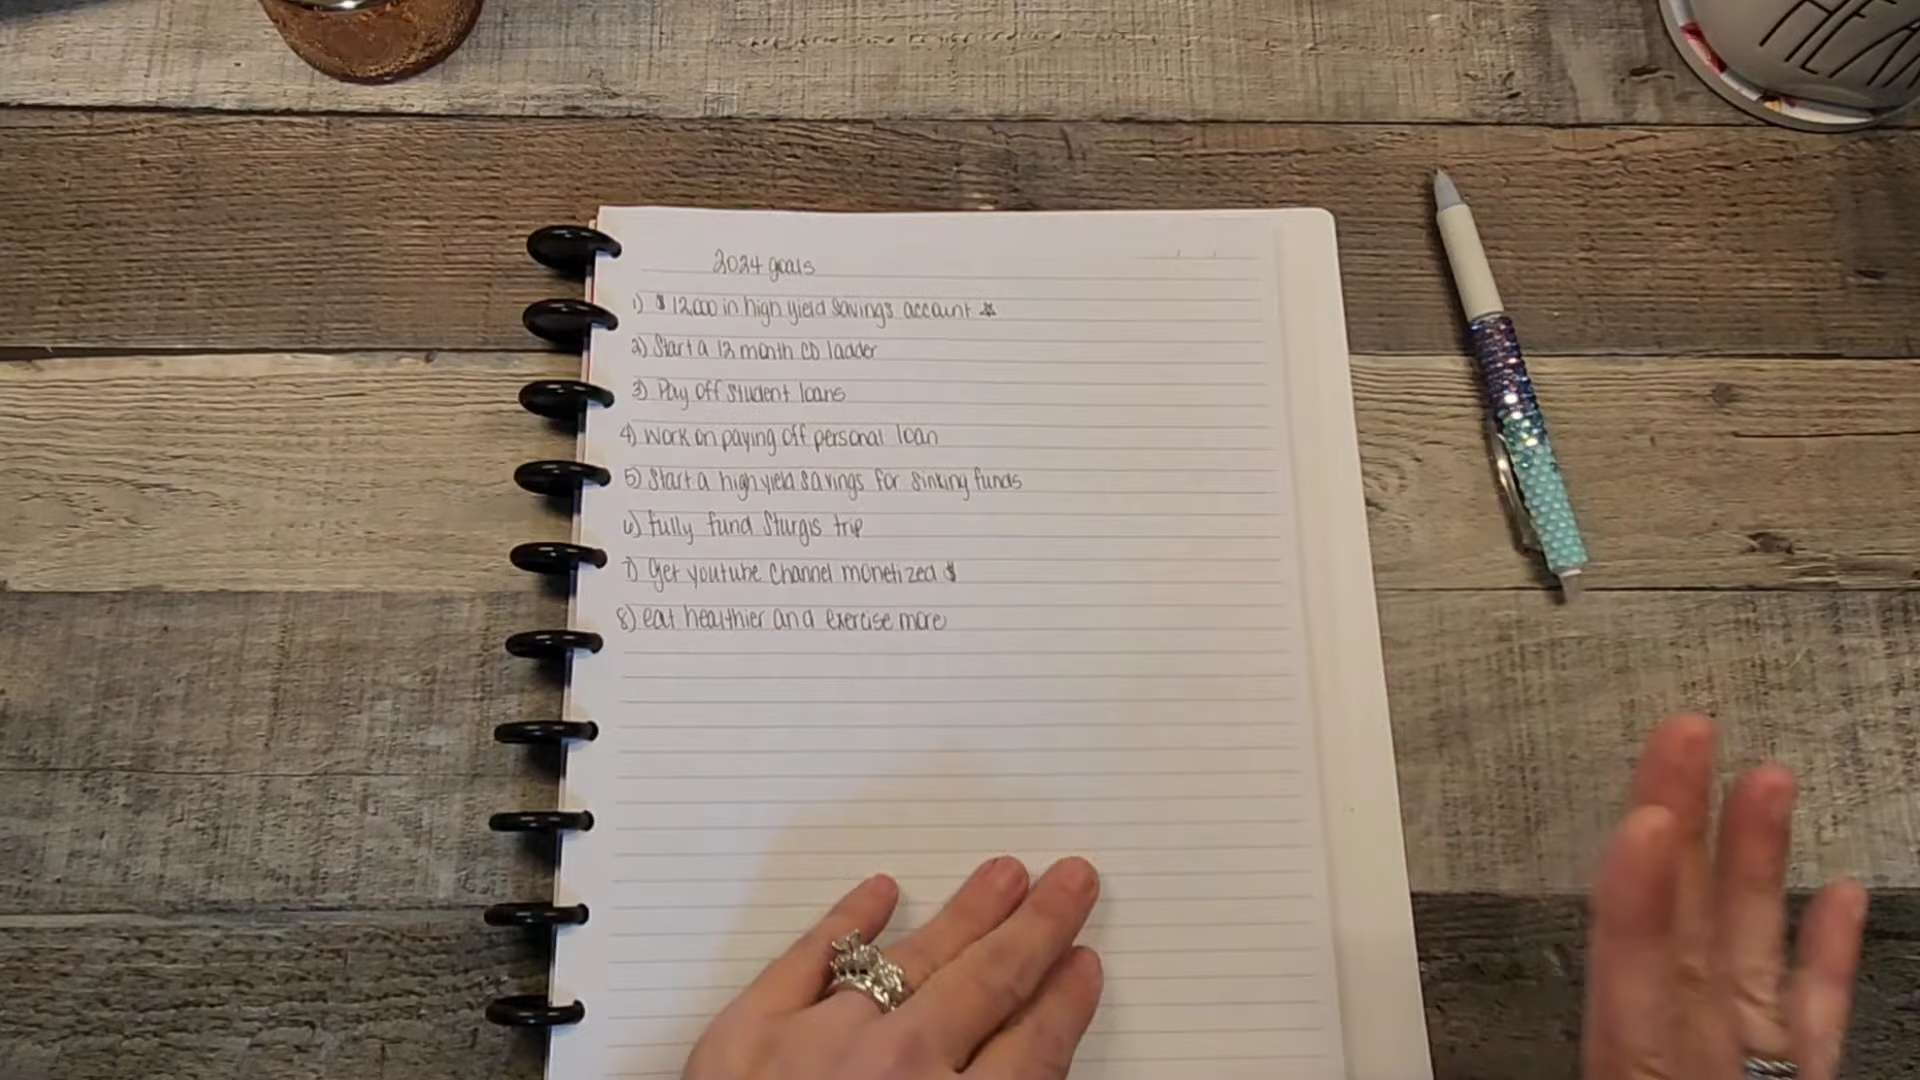 HEA
2024 goals
1) $12,000 in high yield savings account ☆
2) Start a 12 month CD ladder
3) Pay off student loans
4) Work on paying off personal loan
5) Start a high yield savings for sinking funds
6) fully fund Sturgis trip
7) get youtube channel monetized $
8) eat healthier and exercise more